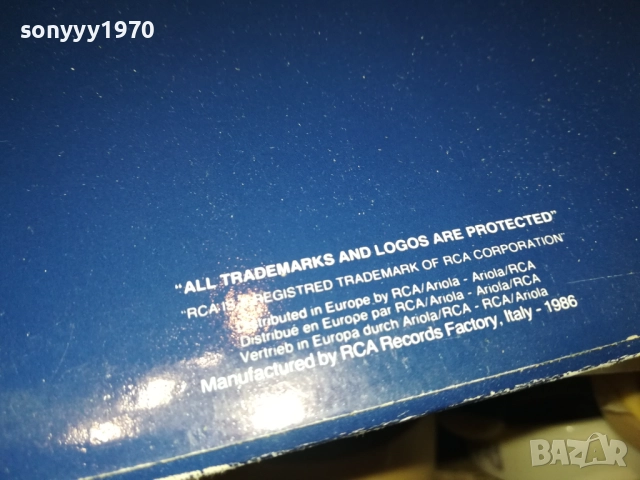 sonyyy1970
"ALL TRADEMARKS AND LOGOS ARE PROTECTED"
"RCA IS A REGISTRED TRADEMARK OF RCA CORPORATION"
Distributed in Europe by RCA/Ariola - Ariola/RCA
Distribué en Europe par RCA/Ariola - Ariola/RCA
Vertrieb in Europa durch Ariola/RCA - RCA/Ariola
Manufactured by RCA Records Factory, Italy - 1986
BAZAR